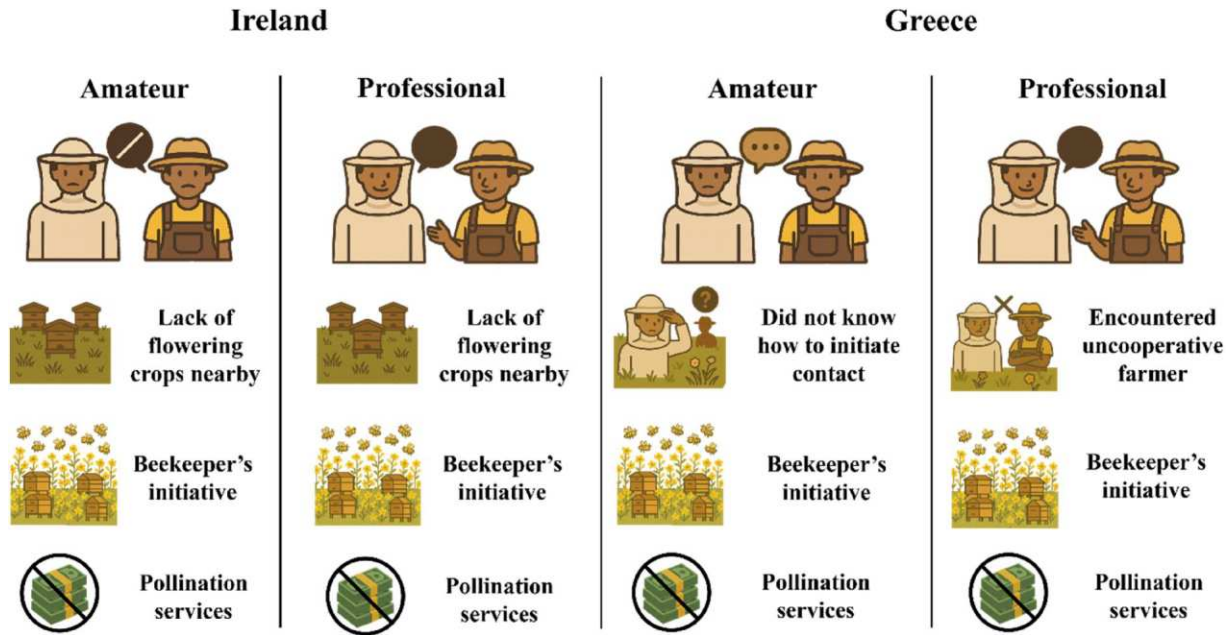 Ireland
Greece
Amateur
Professional
Amateur
Professional
Lack of
flowering
crops nearby
Lack of
flowering
crops nearby
?
Did not know
how to initiate
contact
Encountered
uncooperative
farmer
Beekeeper's
initiative
Beekeeper's
initiative
Beekeeper's
initiative
Beekeeper's
initiative
Pollination
services
Pollination
services
Pollination
services
Pollination
services